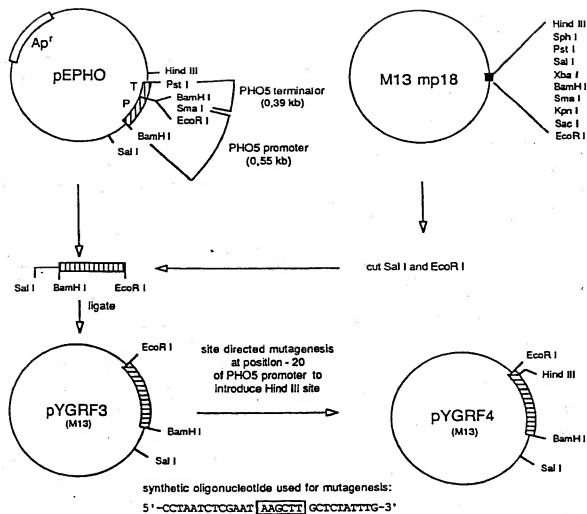 Ap^r
pEPHO
T
P
Hind III
Pst I
BamH I
Sma I
EcoR I
BamH I
Sal I
PHO5 terminator
(0,39 kb)
PHO5 promoter
(0,55 kb)
M13 mp18
Hind III
Sph I
Pst I
Sal I
Xba I
BamH I
Sma I
Kpn I
Sac I
EcoR I
Sal I
BamH I
EcoR I
cut Sal I and EcoR I
ligate
EcoR I
pYGRF3
(M13)
BamH I
Sal I
site directed mutagenesis
at position - 20
of PHO5 promoter to
introduce Hind III site
EcoR I
Hind III
pYGRF4
(M13)
BamH I
Sal I
synthetic oligonucleotide used for mutagenesis:
5'-CCTAATCTCGAAT AAGCTT GCTCTATTTG-3'